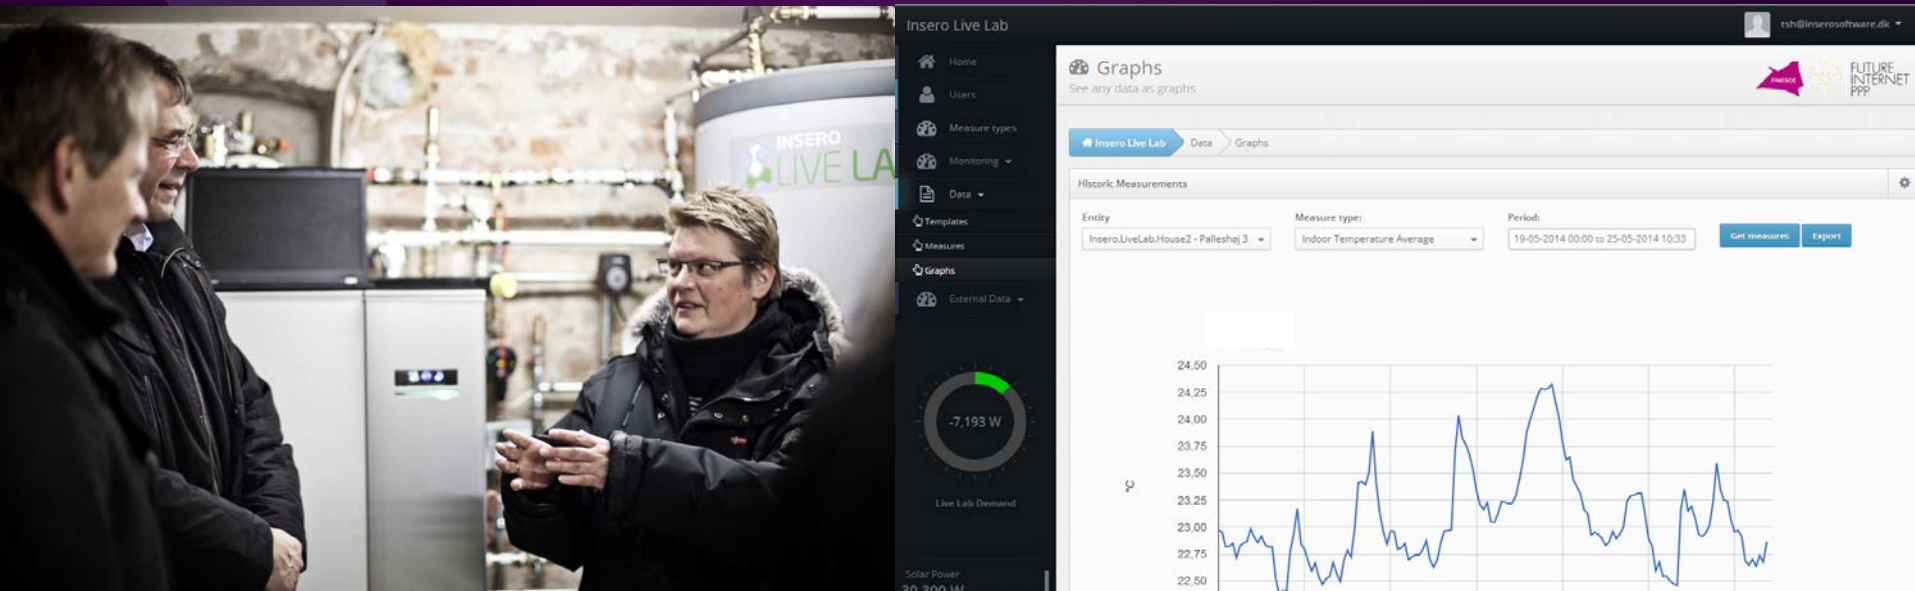 INSERO
LIVE LA
Insero Live Lab
tsh@inserosoftware.dk
Home
Users
Measure types
Monitoring
Data
Templates
Measures
Graphs
External Data
-7,193 W
Live Lab Demand
Solar Power
30,390 W
Graphs
See any data as graphs
FINESCE
FUTURE
INTERNET
PPP
Insero Live Lab Data Graphs
Historic Measurements
Entity Measure type: Period:
Insero.LiveLab.House2 - Palleshøj 3 Indoor Temperature Average 19-05-2014 00:00 to 25-05-2014 10:33 Get measures Export
°C
24,50
24,25
24,00
23,75
23,50
23,25
23,00
22,75
22,50